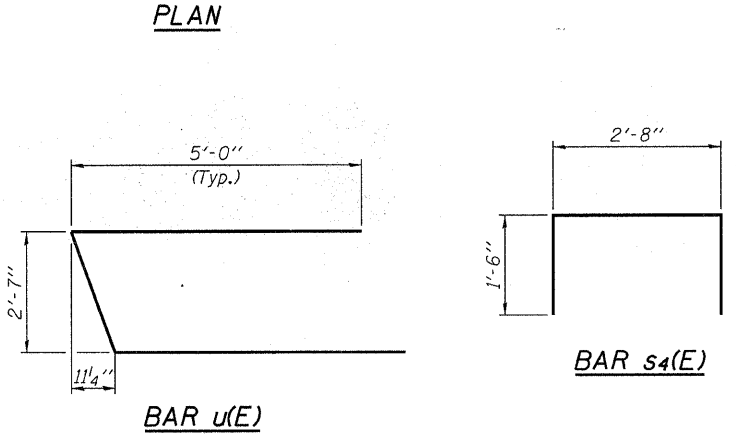 PLAN
5'-0"
(Typ.)
2'-7"
11¼"
BAR u(E)
2'-8"
1'-6"
BAR s4(E)